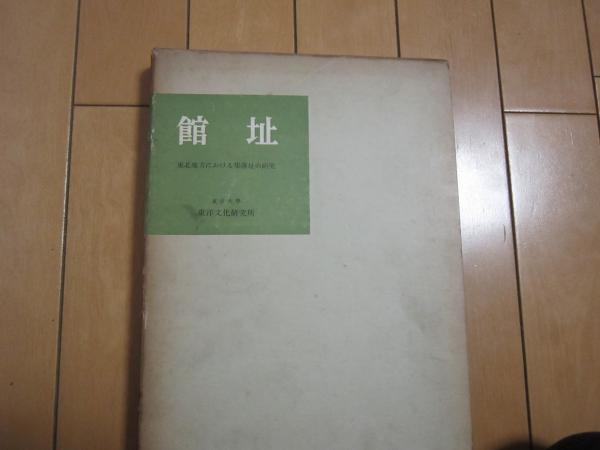 館址
東北地方における集落址の研究
東京大學
東洋文化研究所